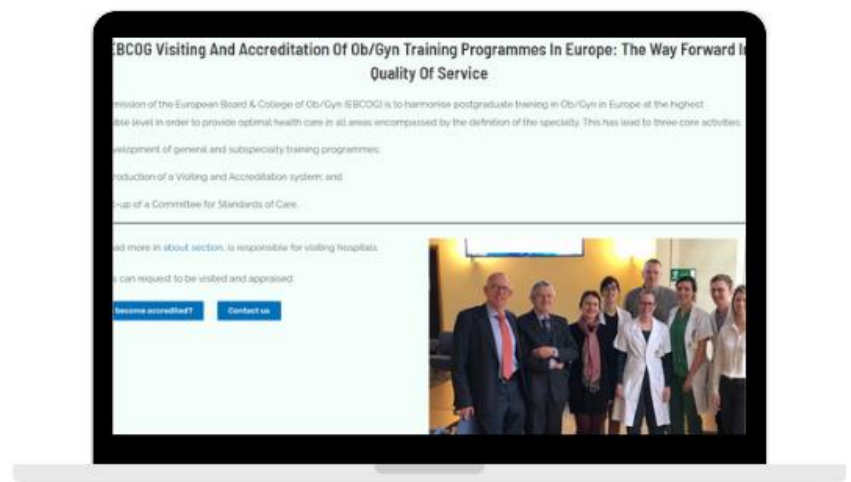 EBCOG Visiting And Accreditation Of Ob/Gyn Training Programmes In Europe: The Way Forward In
Quality Of Service
mission of the European Board & College of Ob/Gyn (EBCOG) is to harmonise postgraduate training in Ob/Gyn in Europe at the highest
ible level in order to provide optimal health care in all areas encompassed by the definition of the specialty. This has lead to three core activities:
velopment of general and subspecialty training programmes;
roduction of a Visiting and Accreditation system; and
-up of a Committee for Standards of Care.
ad more in about section, is responsible for visiting hospitals.
s can request to be visited and appraised.
become accredited?
Contact us